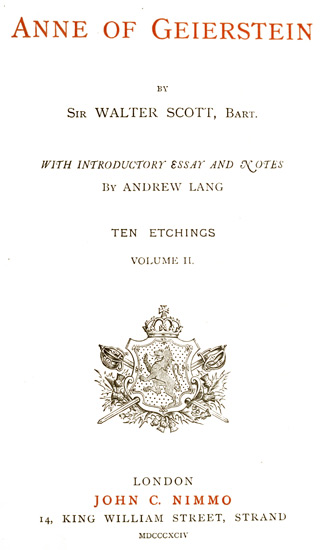 ANNE OF GEIERSTEIN
BY
SIR WALTER SCOTT, BART.
WITH INTRODUCTORY ESSAY AND NOTES
BY ANDREW LANG
TEN ETCHINGS
VOLUME II.
LONDON
JOHN C. NIMMO
14, KING WILLIAM STREET, STRAND
MDCCCXCIV